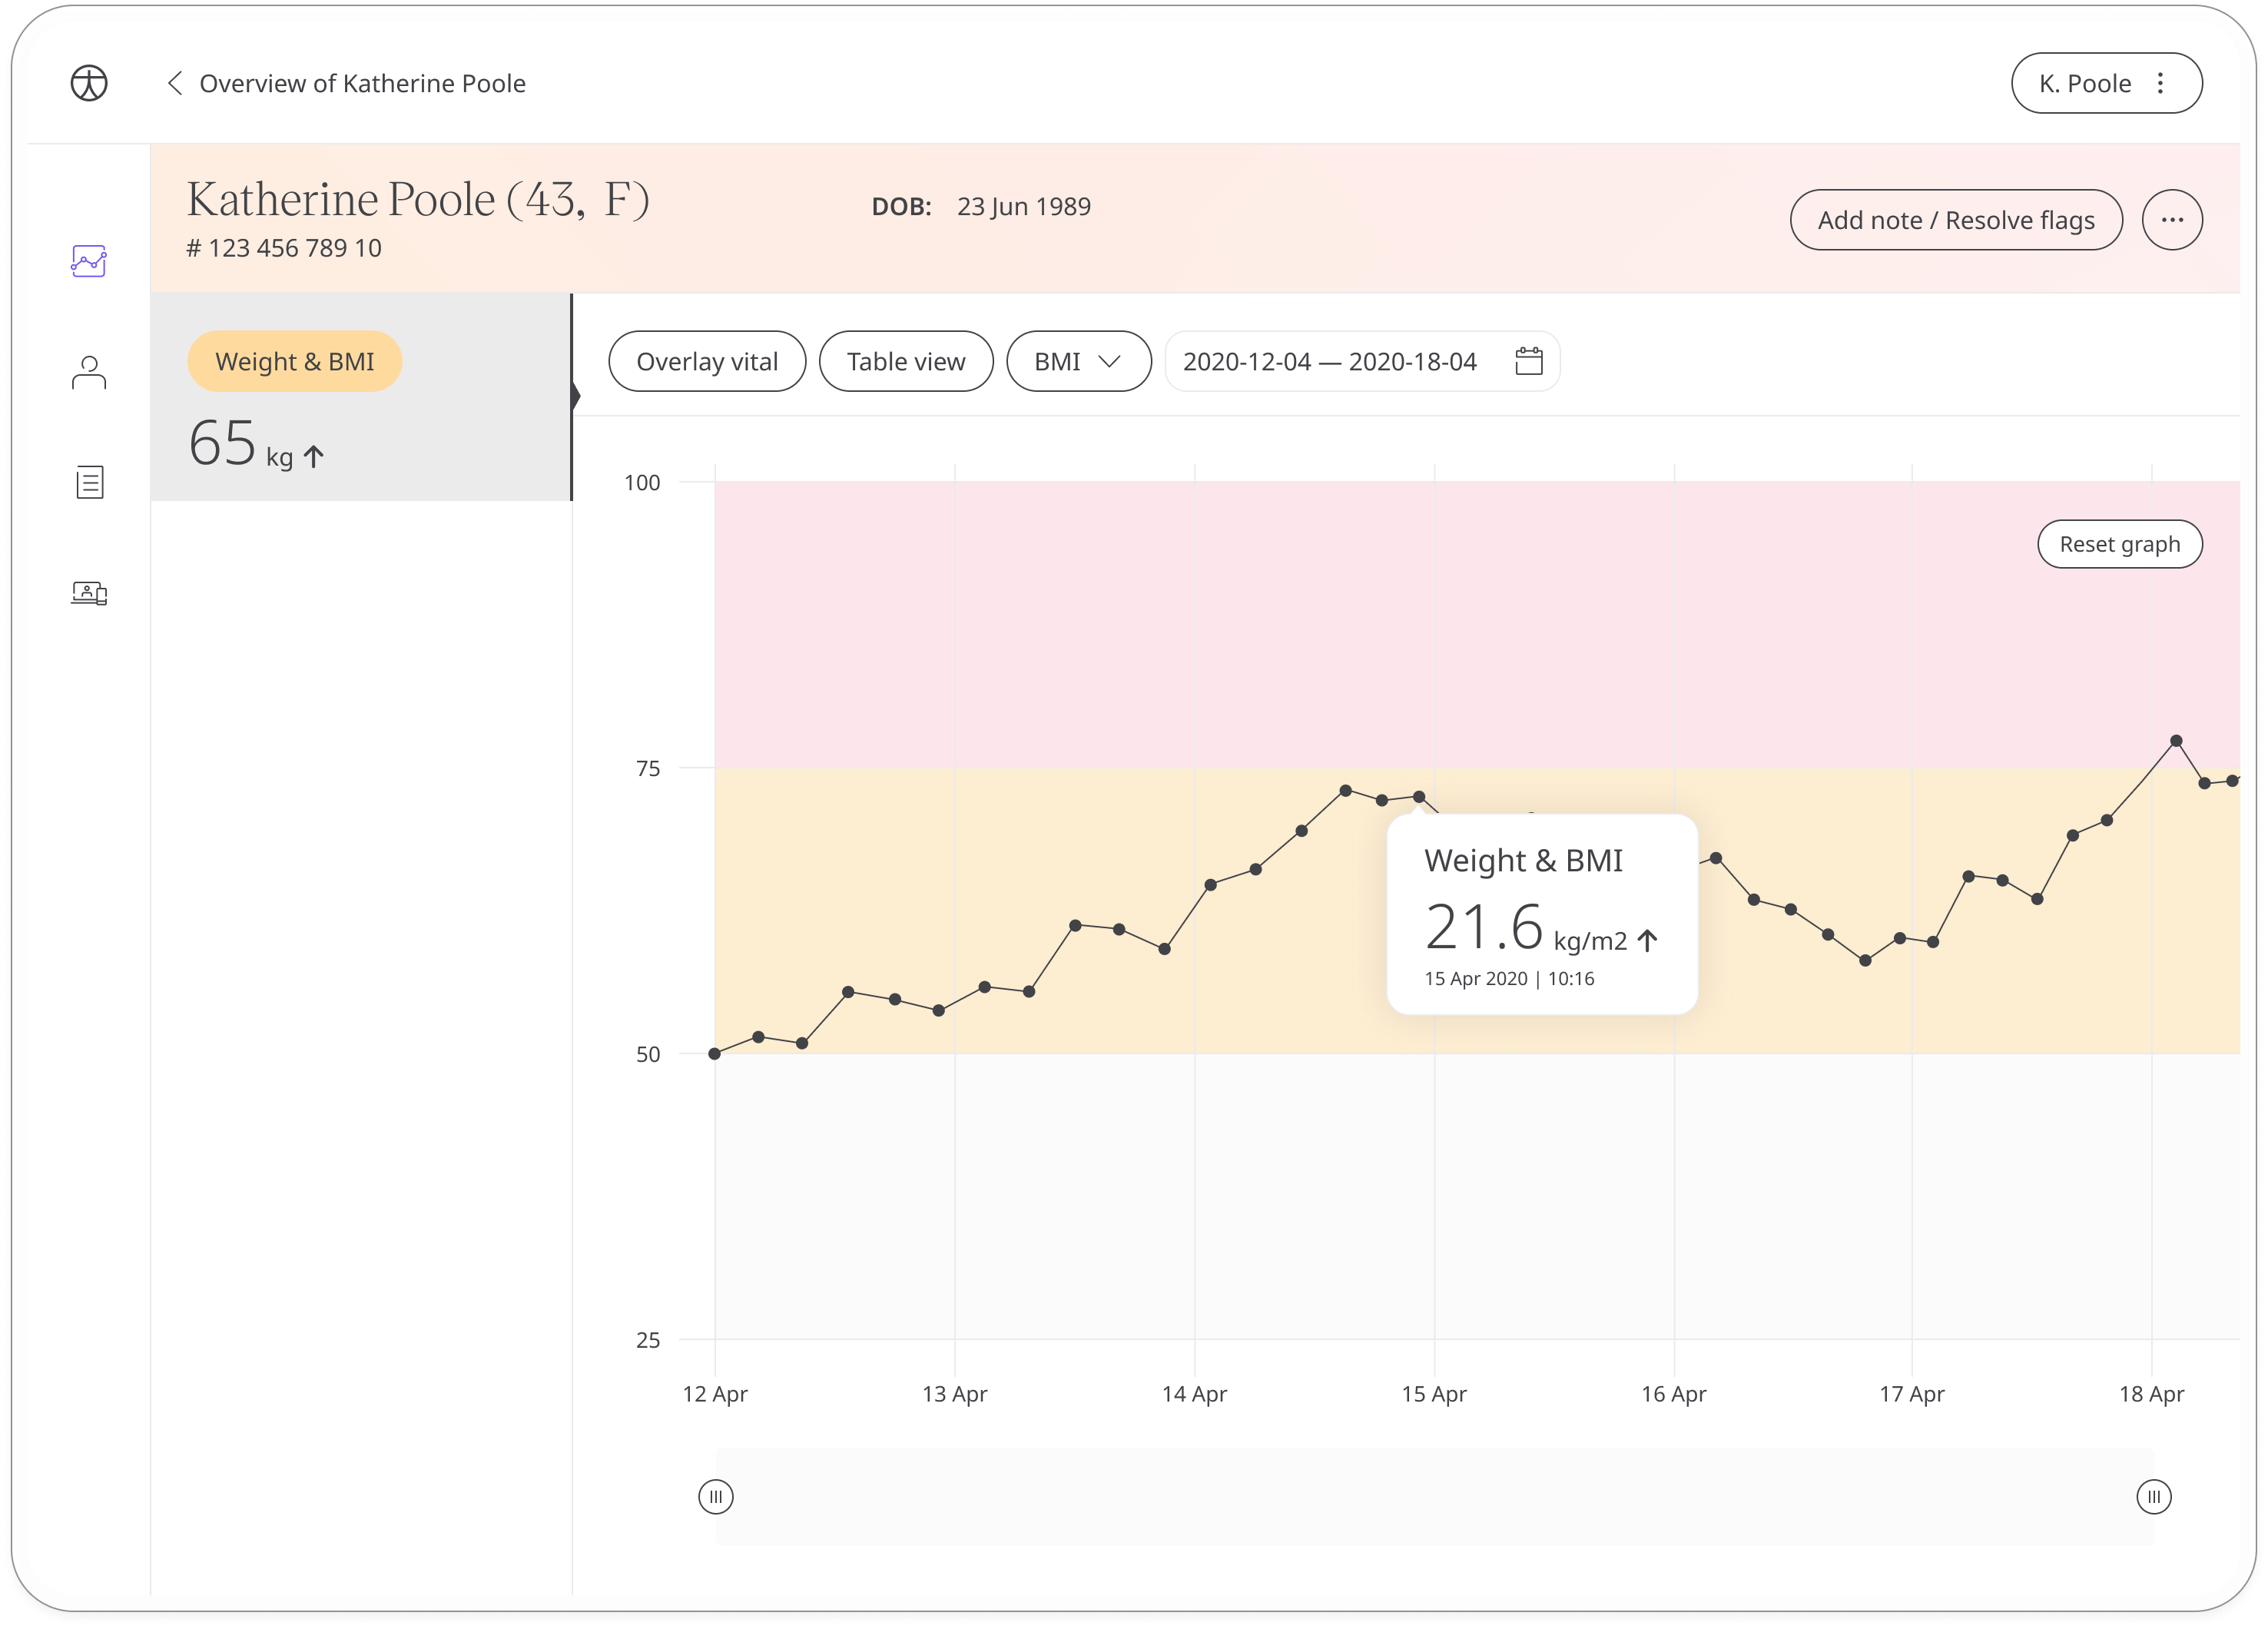 Overview of Katherine Poole
K. Poole
Katherine Poole (43, F)
# 123 456 789 10
DOB: 23 Jun 1989
Add note / Resolve flags
Weight & BMI
65 kg
Overlay vital
Table view
BMI
2020-12-04 — 2020-18-04
100
Reset graph
75
Weight & BMI
21.6 kg/m2
15 Apr 2020 | 10:16
50
25
12 Apr 13 Apr 14 Apr 15 Apr 16 Apr 17 Apr 18 Apr